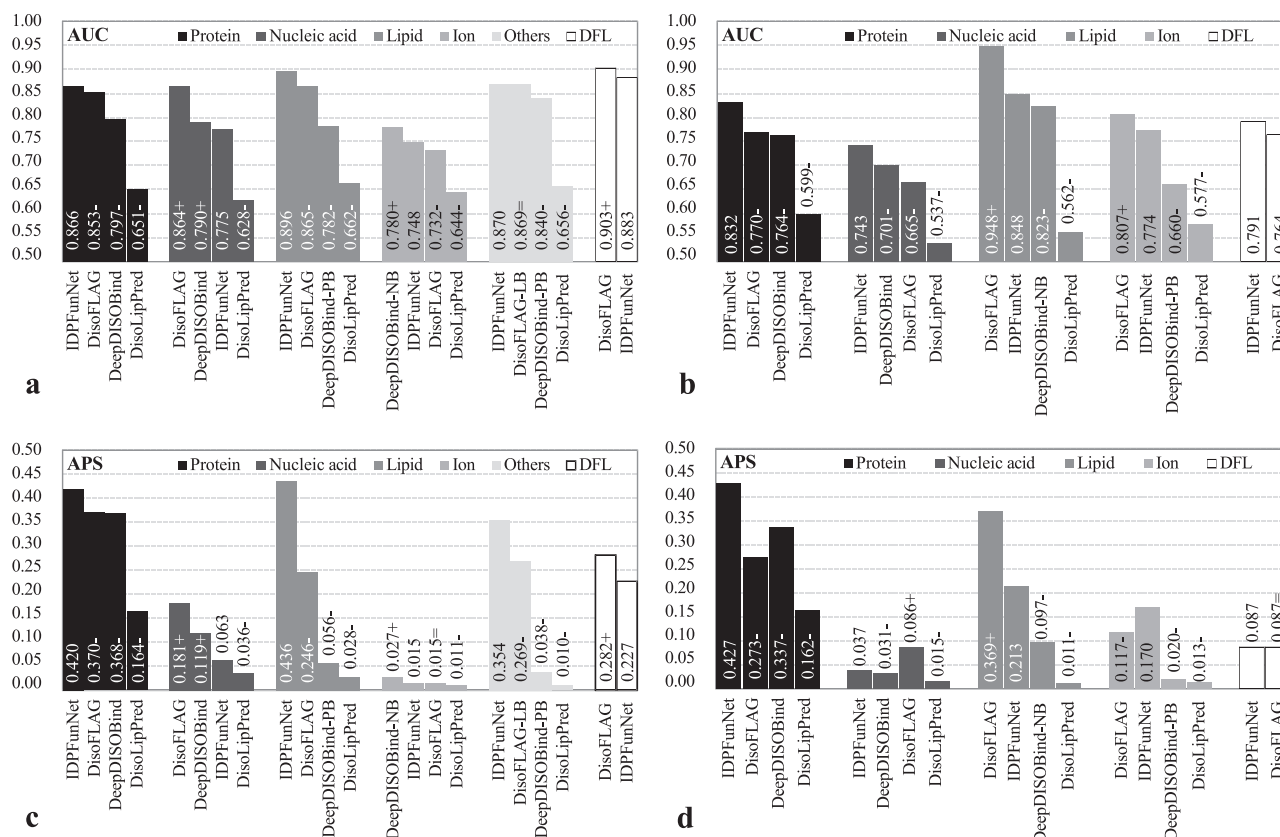 AUC
Protein Nucleic acid Lipid Ion Others DFL
1.00
0.95
0.90
0.85
0.80
0.75
0.70
0.65
0.60
0.55
0.50
0.866
0.853-
0.797-
0.651-
0.864+
0.790+
0.775
0.628-
0.896
0.865-
0.782-
0.662-
0.780+
0.748
0.732-
0.644-
0.870
0.869=
0.840-
0.656-
0.903+
0.883
IDPFunNet
DisoFLAG
DeepDISOBind
DisoLipPred
DisoFLAG
DeepDISOBind
IDPFunNet
DisoLipPred
IDPFunNet
DisoFLAG
DeepDISOBind-PB
DisoLipPred
DeepDISOBind-NB
IDPFunNet
DisoFLAG
DisoLipPred
IDPFunNet
DisoFLAG-LB
DeepDISOBind-PB
DisoLipPred
DisoFLAG
IDPFunNet
a
AUC
Protein Nucleic acid Lipid Ion DFL
1.00
0.95
0.90
0.85
0.80
0.75
0.70
0.65
0.60
0.55
0.50
0.832
0.770-
0.764-
0.599-
0.743
0.701-
0.665-
0.537-
0.948+
0.848
0.823-
0.562-
0.807+
0.774
0.660-
0.577-
0.791
IDPFunNet
DisoFLAG
DeepDISOBind
DisoLipPred
IDPFunNet
DeepDISOBind
DisoFLAG
DisoLipPred
DisoFLAG
IDPFunNet
DeepDISOBind-NB
DisoLipPred
DisoFLAG
IDPFunNet
DeepDISOBind-PB
DisoLipPred
IDPFunNet
DisoFLAG
b
APS
Protein Nucleic acid Lipid Ion Others DFL
0.50
0.45
0.40
0.35
0.30
0.25
0.20
0.15
0.10
0.05
0.00
0.420
0.370-
0.368-
0.164-
0.181+
0.119+
0.063
0.036-
0.436
0.246-
0.056-
0.028-
0.027+
0.015
0.015=
0.011-
0.354
0.269-
0.038-
0.010-
0.282+
0.227
IDPFunNet
DisoFLAG
DeepDISOBind
DisoLipPred
DisoFLAG
DeepDISOBind
IDPFunNet
DisoLipPred
IDPFunNet
DisoFLAG
DeepDISOBind-PB
DisoLipPred
DeepDISOBind-NB
IDPFunNet
DisoFLAG
DisoLipPred
IDPFunNet
DisoFLAG-LB
DeepDISOBind-PB
DisoLipPred
DisoFLAG
IDPFunNet
c
APS
Protein Nucleic acid Lipid Ion DFL
0.50
0.45
0.40
0.35
0.30
0.25
0.20
0.15
0.10
0.05
0.00
0.427
0.273-
0.337-
0.162-
0.037
0.031-
0.086+
0.015-
0.369+
0.213
0.097-
0.011-
0.117-
0.170
0.020-
0.013-
0.087
0.087=
IDPFunNet
DisoFLAG
DeepDISOBind
DisoLipPred
IDPFunNet
DeepDISOBind
DisoFLAG
DisoLipPred
DisoFLAG
IDPFunNet
DeepDISOBind-NB
DisoLipPred
DisoFLAG
IDPFunNet
DeepDISOBind-PB
DisoLipPred
IDPFunNet
DisoFLAG
d